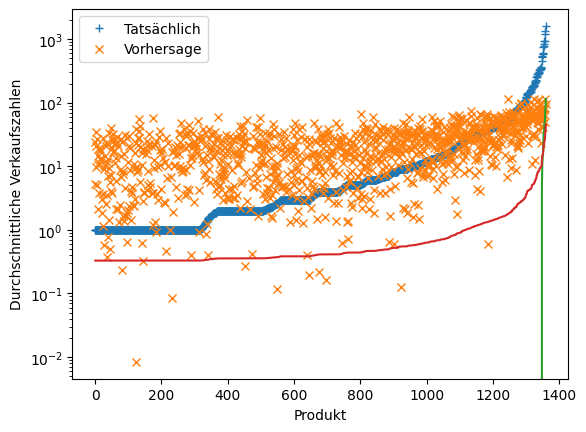 Tatsächlich
Vorhersage
Durchschnittliche Verkaufszahlen
10³
10²
10¹
10⁰
10⁻¹
10⁻²
0 200 400 600 800 1000 1200 1400
Produkt